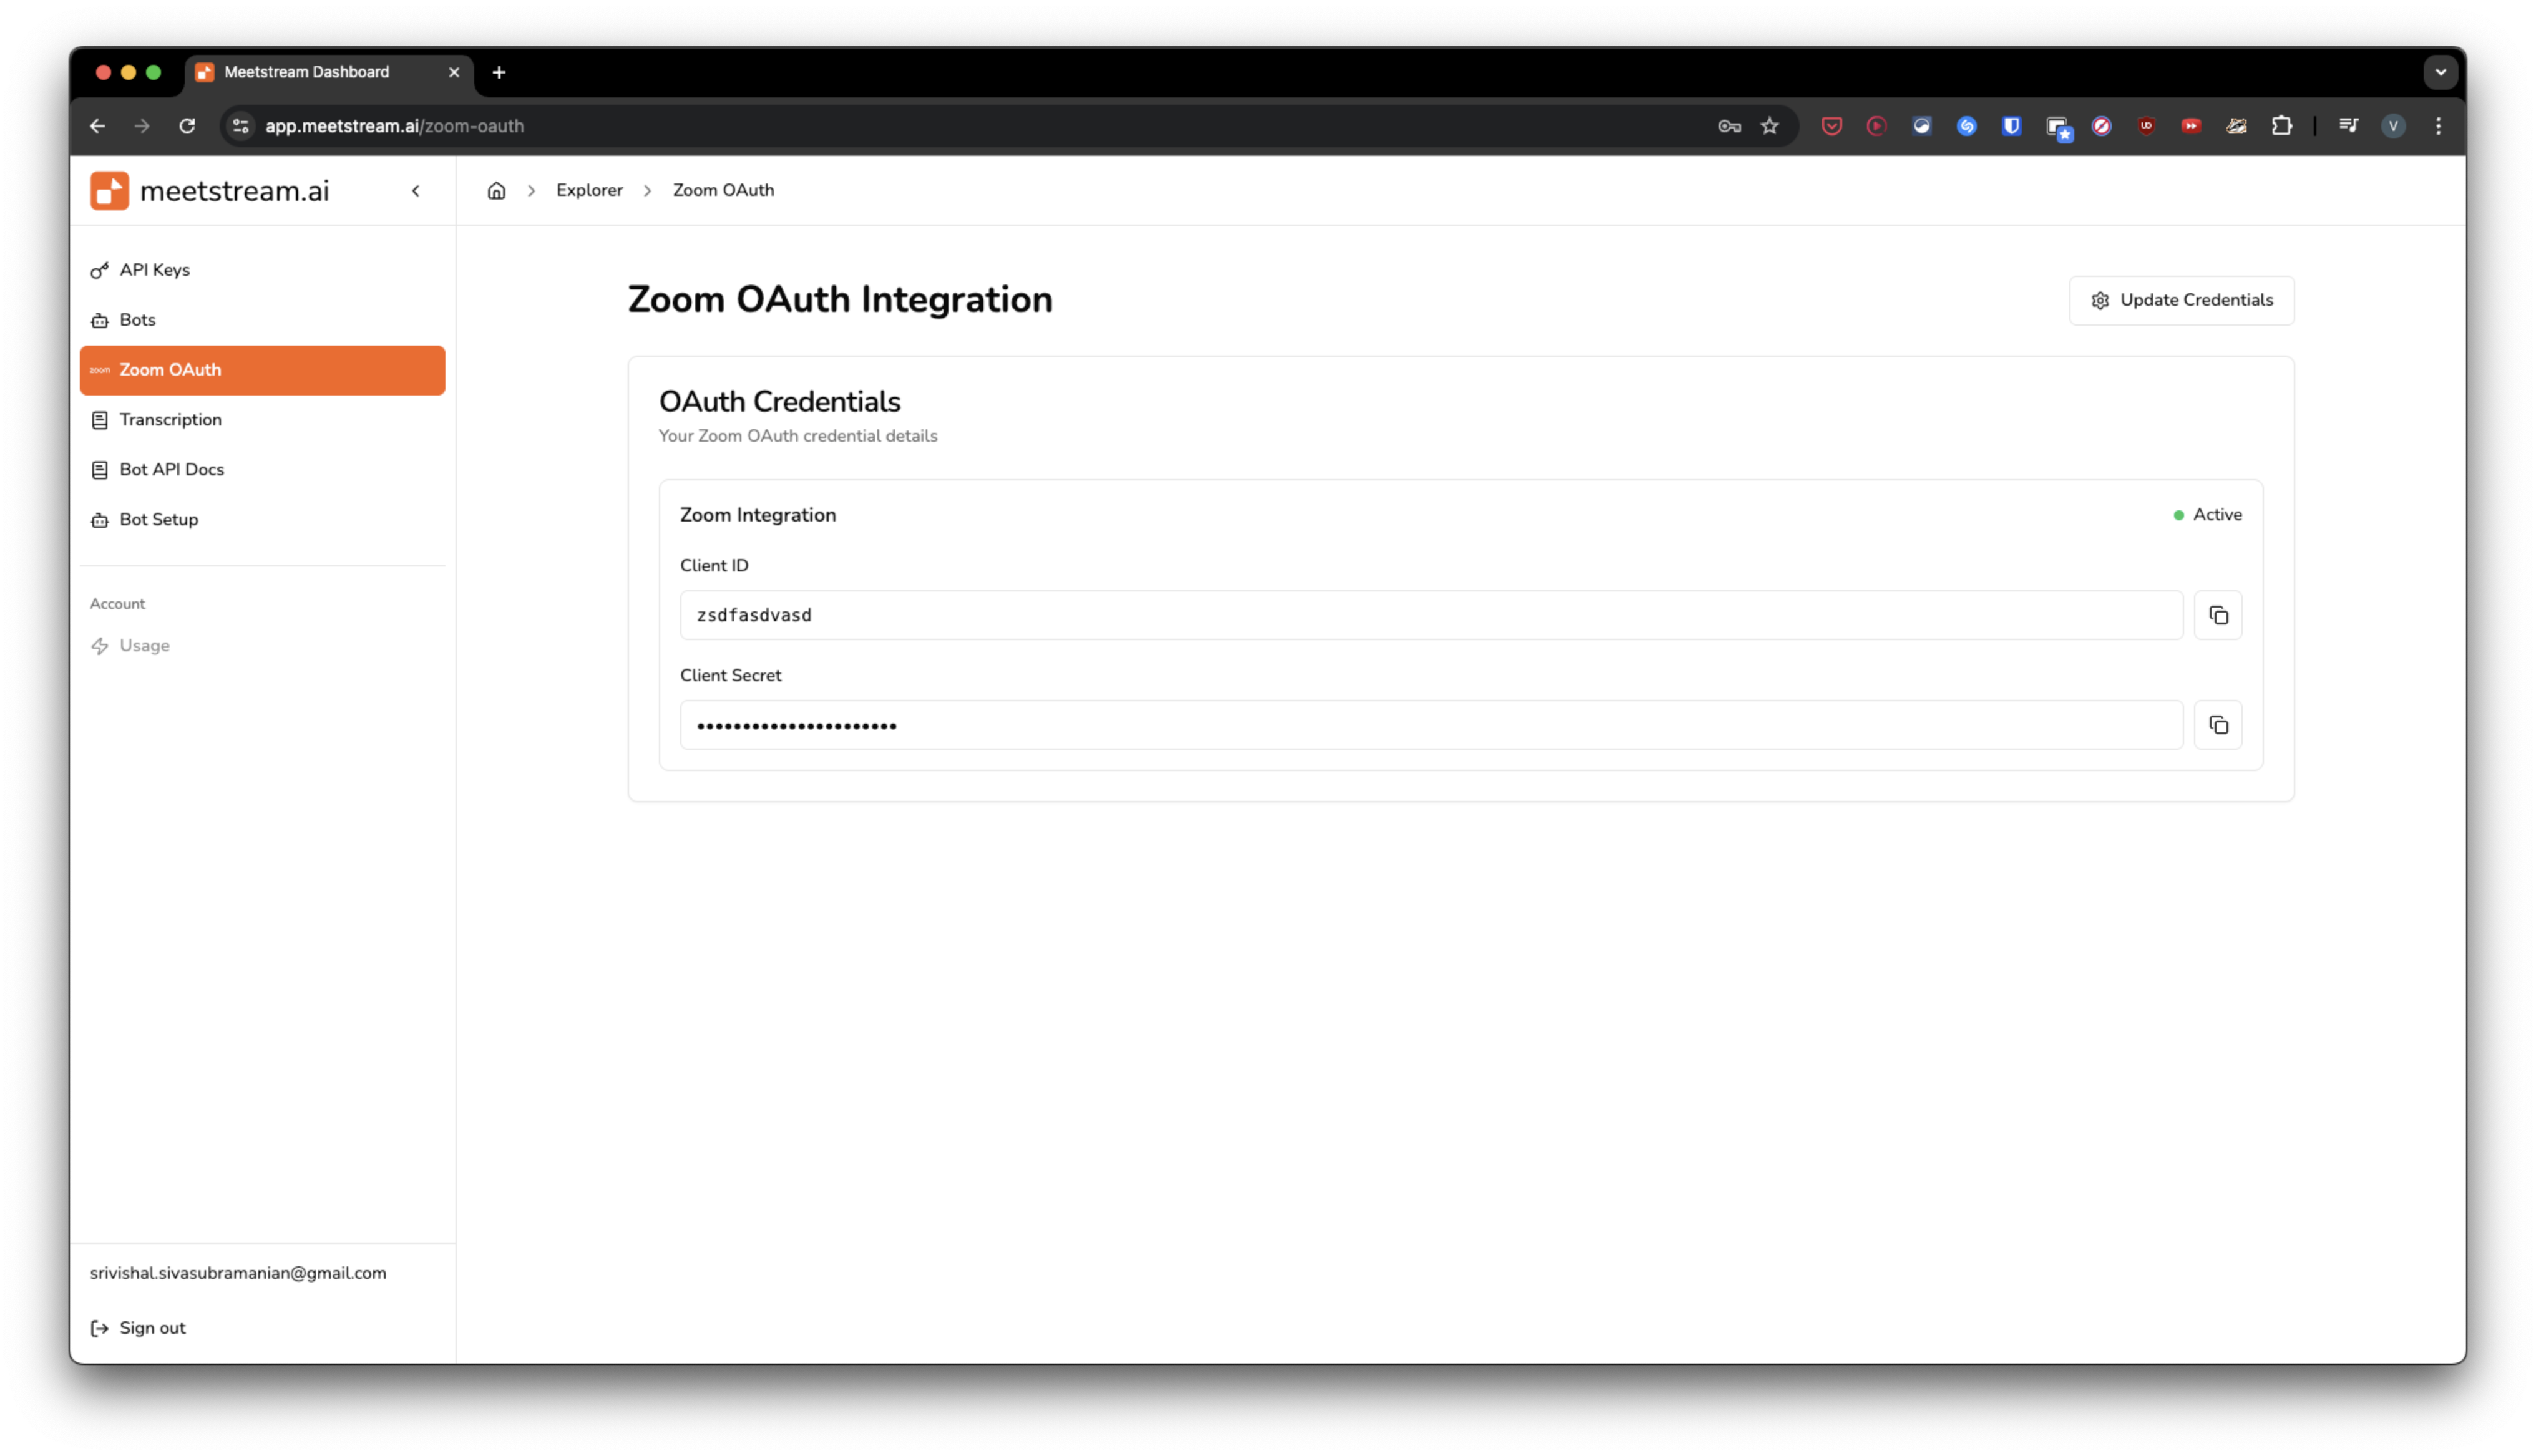 Meetstream Dashboard
app.meetstream.ai/zoom-oauth
V
meetstream.ai
Explorer
Zoom OAuth
API Keys
Bots
zoom Zoom OAuth
Transcription
Bot API Docs
Bot Setup
Account
Usage
srivishal.sivasubramanian@gmail.com
Sign out
Zoom OAuth Integration
Update Credentials
OAuth Credentials
Your Zoom OAuth credential details
Zoom Integration
Active
Client ID
zsdfasdvasd
Client Secret
••••••••••••••••••••••